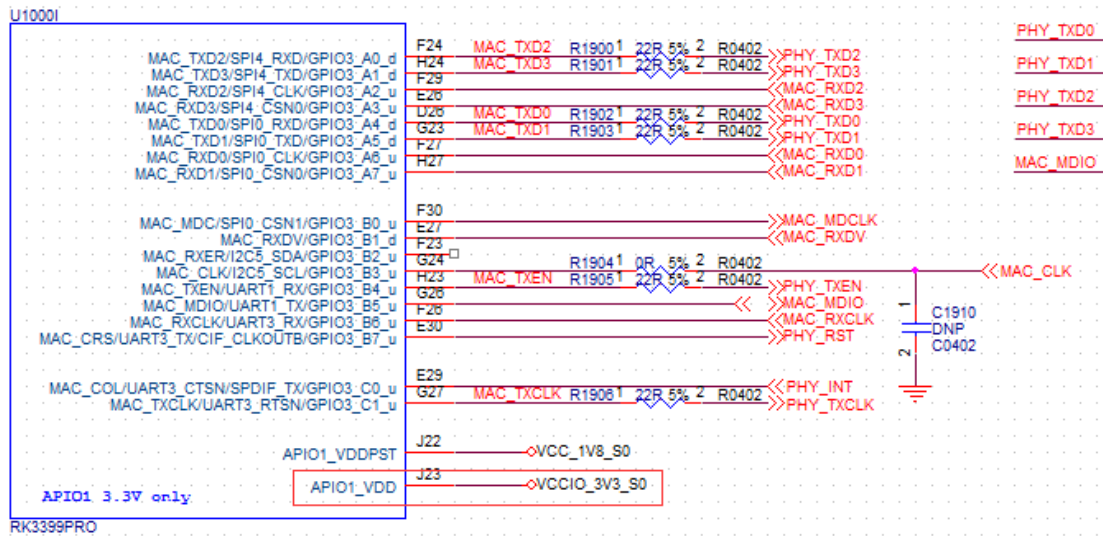 U1000I
MAC_TXD2/SPI4_RXD/GPIO3_A0_d F24 MAC_TXD2 R1900 1 22R 5% 2 R0402 PHY_TXD2
MAC_TXD3/SPI4_TXD/GPIO3_A1_d H24 MAC_TXD3 R1901 1 22R 5% 2 R0402 PHY_TXD3
MAC_RXD2/SPI4_CLK/GPIO3_A2_u F29 MAC_RXD2
MAC_RXD3/SPI4_CSN0/GPIO3_A3_u E26 MAC_RXD3
MAC_TXD0/SPI0_RXD/GPIO3_A4_d D26 MAC_TXD0 R1902 1 22R 5% 2 R0402 PHY_TXD0
MAC_TXD1/SPI0_TXD/GPIO3_A5_d G23 MAC_TXD1 R1903 1 22R 5% 2 R0402 PHY_TXD1
MAC_RXD0/SPI0_CLK/GPIO3_A6_u F27 MAC_RXD0
MAC_RXD1/SPI0_CSN0/GPIO3_A7_u H27 MAC_RXD1
MAC_MDC/SPI0_CSN1/GPIO3_B0_u F30 MAC_MDCLK
MAC_RXDV/GPIO3_B1_d E27 MAC_RXDV
MAC_RXER/I2C5_SDA/GPIO3_B2_u F23
MAC_CLK/I2C5_SCL/GPIO3_B3_u G24 R1904 1 0R 5% 2 R0402 MAC_CLK
MAC_TXEN/UART1_RX/GPIO3_B4_u H23 MAC_TXEN R1905 1 22R 5% 2 R0402 PHY_TXEN
MAC_MDIO/UART1_TX/GPIO3_B5_u G26 MAC_MDIO
MAC_RXCLK/UART3_RX/GPIO3_B6_u F26 MAC_RXCLK
MAC_CRS/UART3_TX/CIF_CLKOUTB/GPIO3_B7_u E30 PHY_RST
MAC_COL/UART3_CTSN/SPDIF_TX/GPIO3_C0_u E29 PHY_INT
MAC_TXCLK/UART3_RTSN/GPIO3_C1_u G27 MAC_TXCLK R1906 1 22R 5% 2 R0402 PHY_TXCLK
APIO1_VDDPST J22 VCC_1V8_S0
APIO1_VDD J23 VCCIO_3V3_S0
APIO1 3.3V only
RK3399PRO
1
C1910
DNP
C0402
2
PHY_TXD0
PHY_TXD1
PHY_TXD2
PHY_TXD3
MAC_MDIO